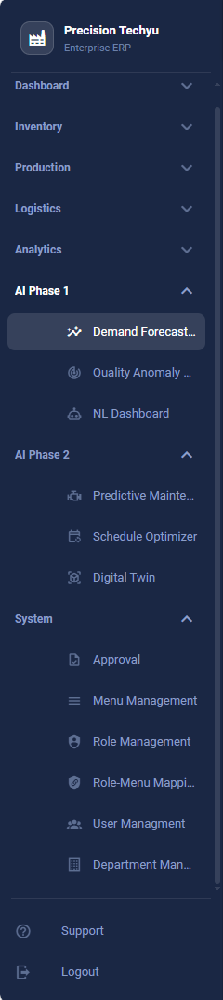 Precision Techyu
Enterprise ERP
Dashboard
Inventory
Production
Logistics
Analytics
AI Phase 1
Demand Forecast...
Quality Anomaly ...
NL Dashboard
AI Phase 2
Predictive Mainte...
Schedule Optimizer
Digital Twin
System
Approval
Menu Management
Role Management
Role-Menu Mappi...
User Managment
Department Man...
Support
Logout